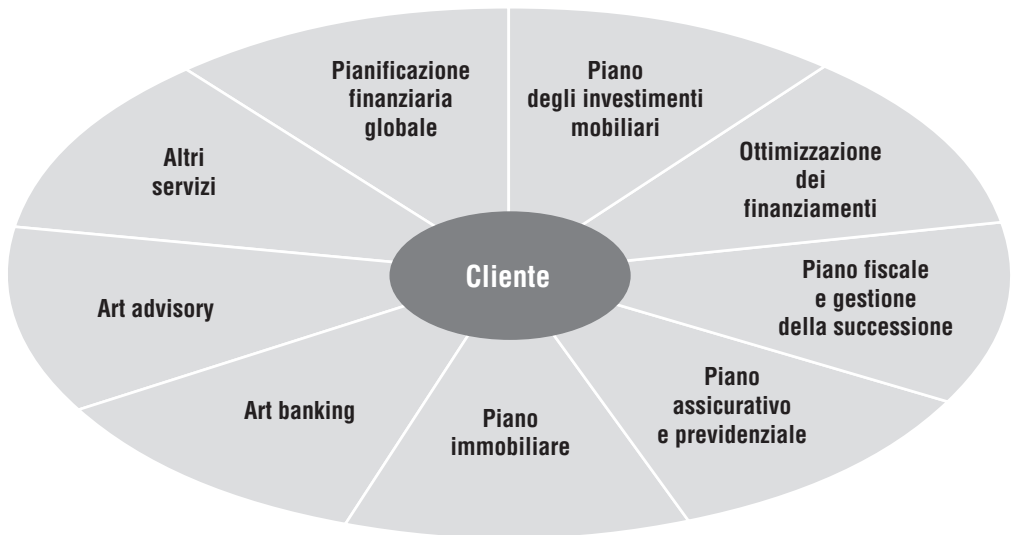 Pianificazione
finanziaria
globale
Piano
degli investimenti
mobiliari
Ottimizzazione
dei
finanziamenti
Piano fiscale
e gestione
della successione
Piano
assicurativo
e previdenziale
Piano
immobiliare
Art banking
Art advisory
Altri
servizi
Cliente